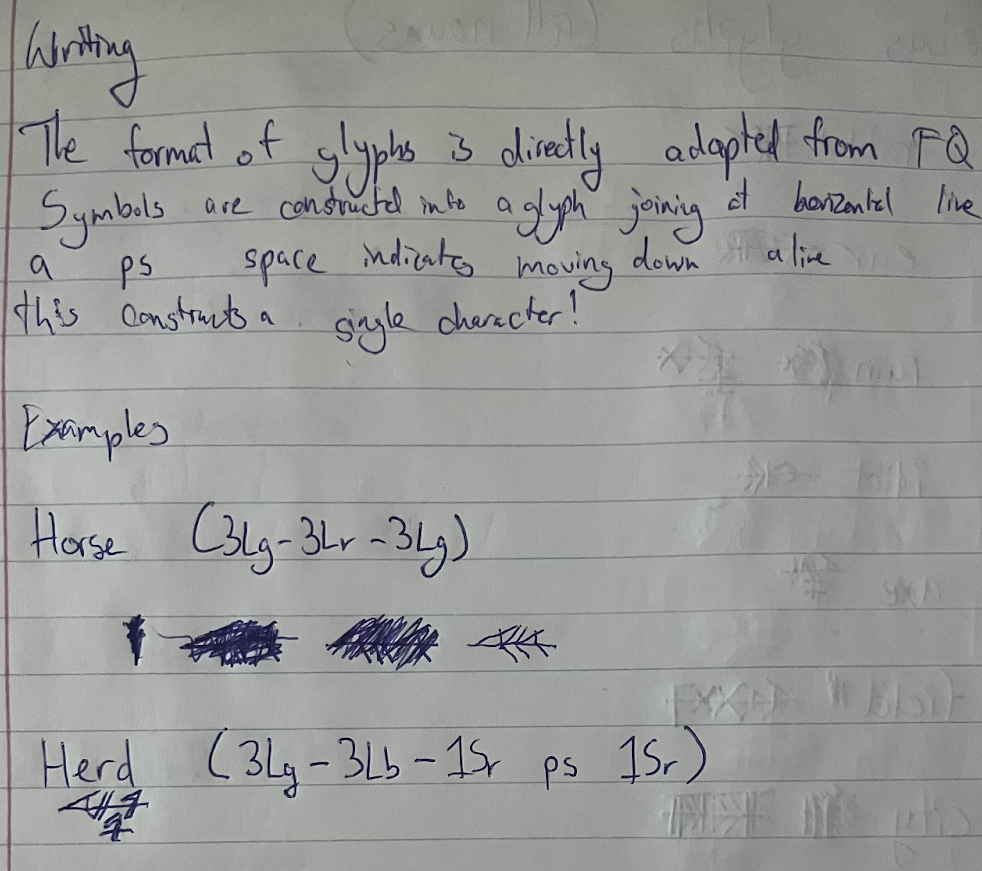 Writing
The format of glyphs is directly adapted from FQ
Symbols are constructed into a glyph joining at horizontal line
a ps space indicates moving down a line
this constructs a single character!
Examples
Horse (3Lg-3Lr-3Lg)
Herd (3Lg-3Lb-1Sr ps 1Sr)